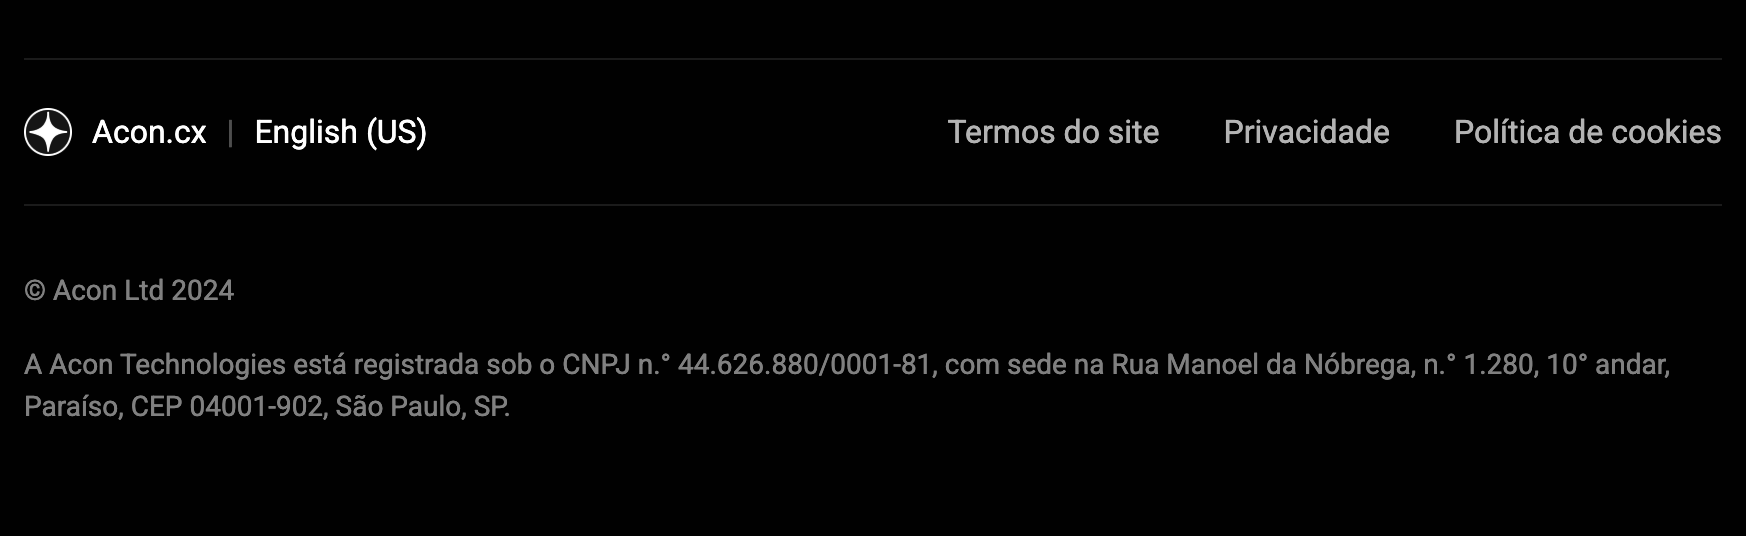 Acon.cx | English (US) Termos do site Privacidade Política de cookies
© Acon Ltd 2024
A Acon Technologies está registrada sob o CNPJ n.° 44.626.880/0001-81, com sede na Rua Manoel da Nóbrega, n.° 1.280, 10° andar,
Paraíso, CEP 04001-902, São Paulo, SP.